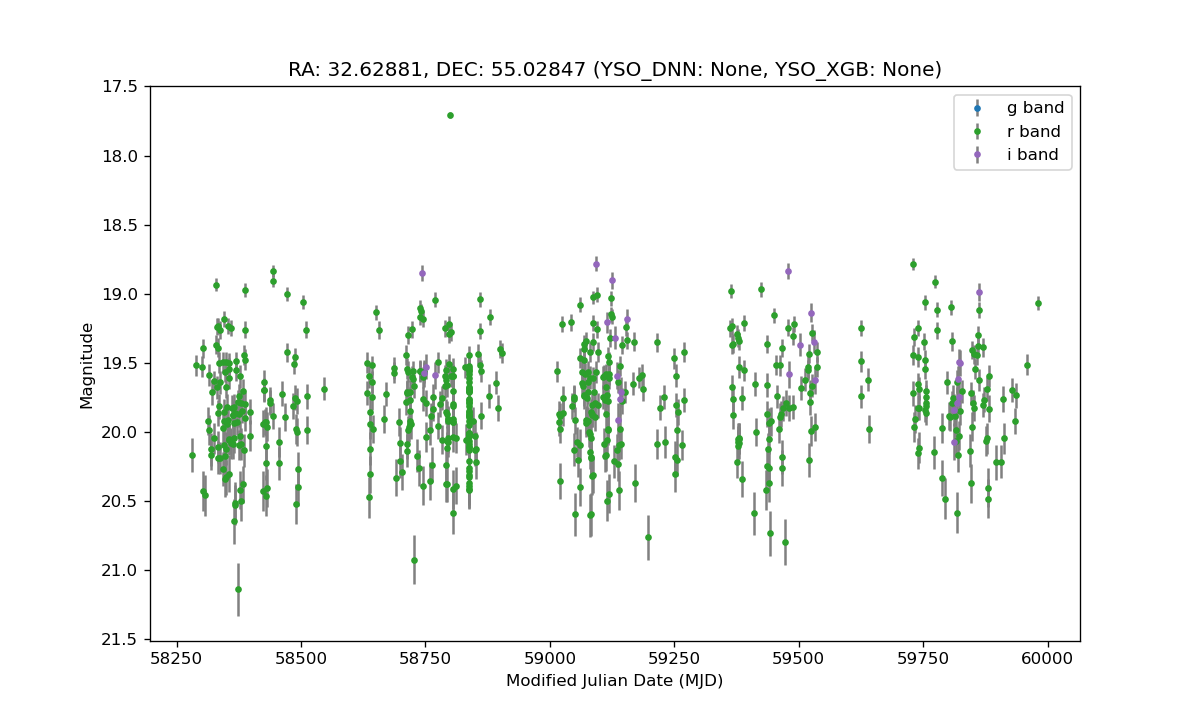 RA: 32.62881, DEC: 55.02847 (YSO_DNN: None, YSO_XGB: None)
17.5
18.0
18.5
19.0
19.5
20.0
20.5
21.0
21.5
Magnitude
g band
r band
i band
58250 58500 58750 59000 59250 59500 59750 60000
Modified Julian Date (MJD)